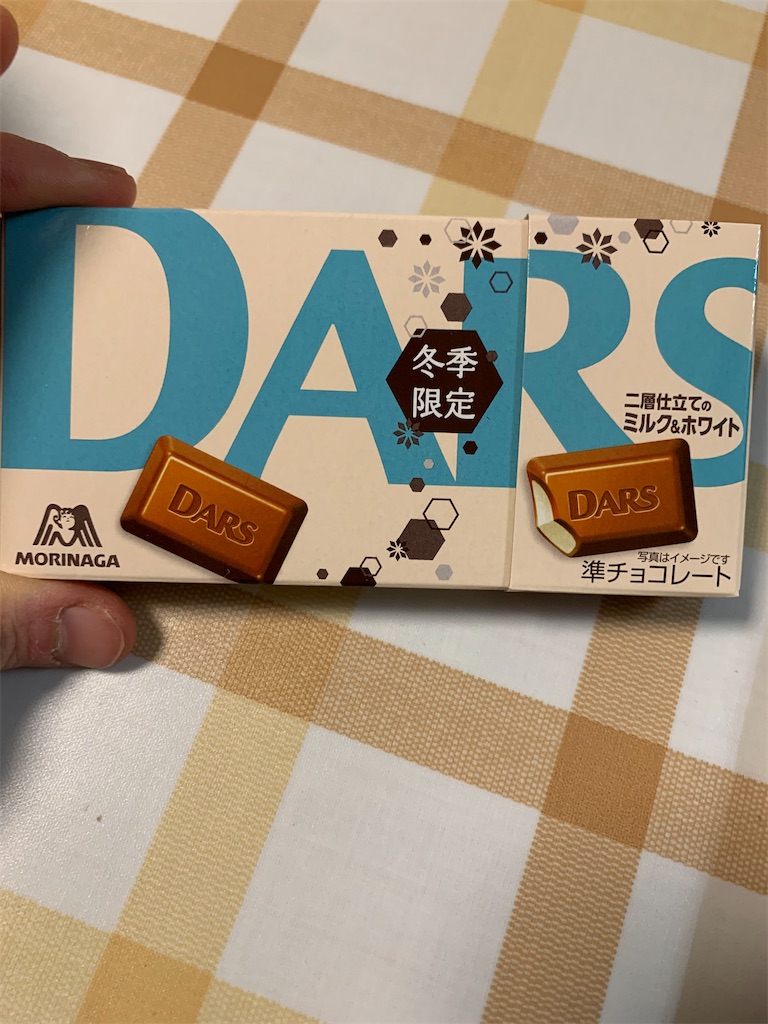 DARS
冬季
限定
二層仕立ての
ミルク&ホワイト
DARS
DARS
MORINAGA
写真はイメージです
準チョコレート